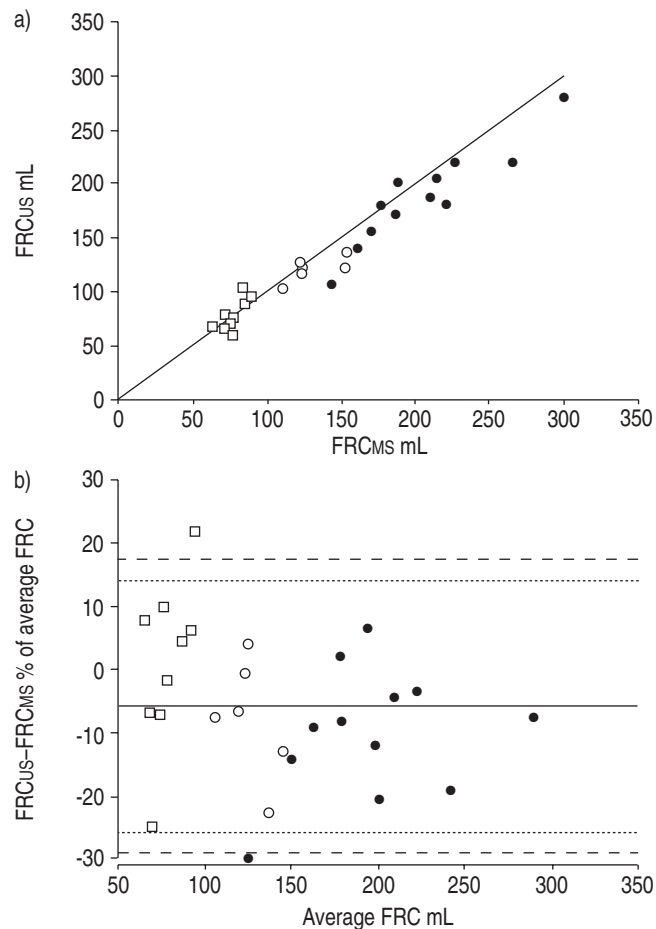 a)
350
300
250
200
150
100
50
0
FRCUS mL
0 50 100 150 200 250 300 350
FRCMS mL
b)
30
20
10
0
-10
-20
-30
FRCUS–FRCMS % of average FRC
50 100 150 200 250 300 350
Average FRC mL